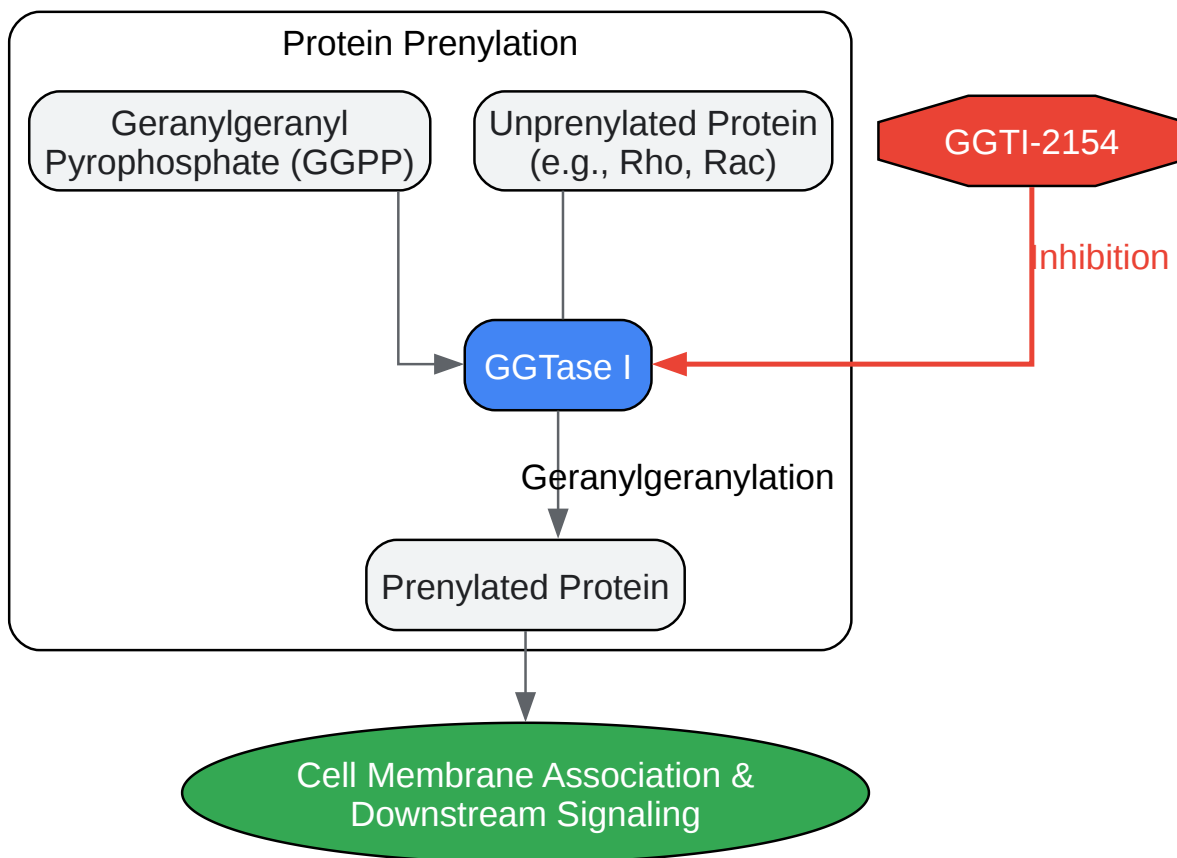 Protein Prenylation
Geranylgeranyl
Pyrophosphate (GGPP)
Unprenylated Protein
(e.g., Rho, Rac)
GGTI-2154
Inhibition
GGTase I
Geranylgeranylation
Prenylated Protein
Cell Membrane Association &
Downstream Signaling